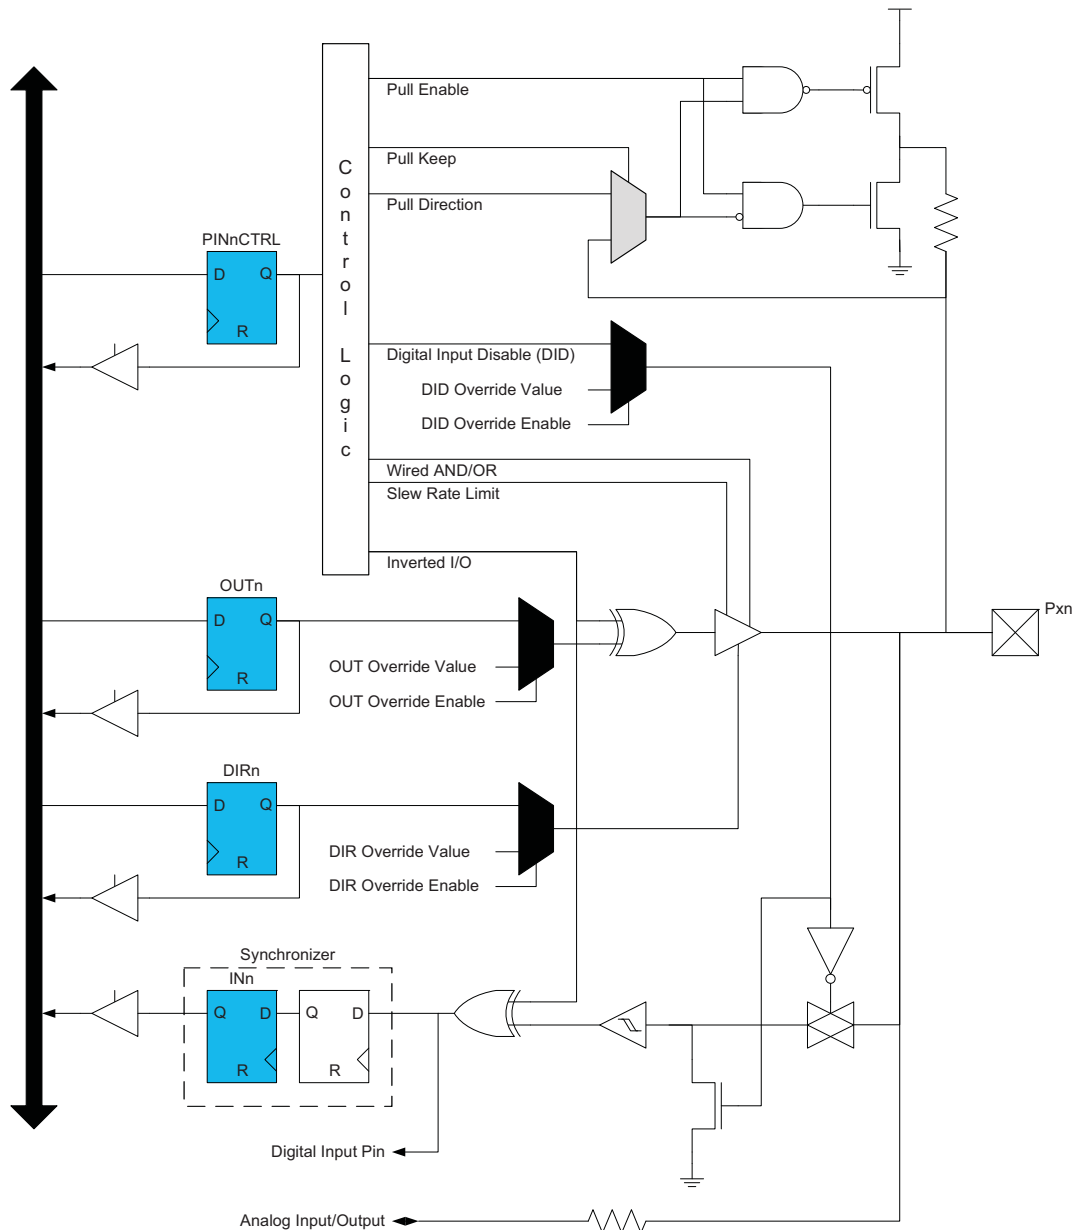 Pull Enable
Pull Keep
Pull Direction
Control Logic
PINnCTRL
D Q
R
Digital Input Disable (DID)
DID Override Value
DID Override Enable
Wired AND/OR
Slew Rate Limit
Inverted I/O
OUTn
D Q
R
Pxn
OUT Override Value
OUT Override Enable
DIRn
D Q
R
DIR Override Value
DIR Override Enable
Synchronizer
INn
Q D
R
Q D
R
Digital Input Pin
Analog Input/Output